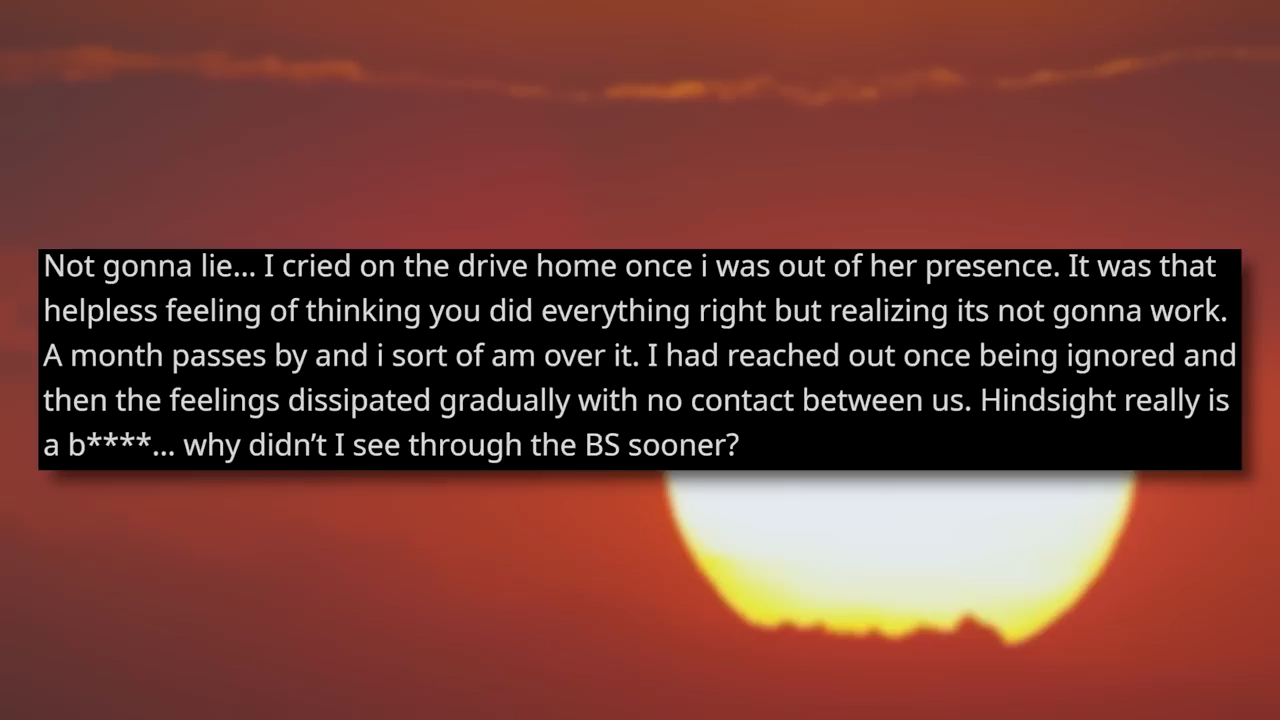 Not gonna lie... I cried on the drive home once i was out of her presence. It was that
helpless feeling of thinking you did everything right but realizing its not gonna work.
A month passes by and i sort of am over it. I had reached out once being ignored and
then the feelings dissipated gradually with no contact between us. Hindsight really is
a b****... why didn’t I see through the BS sooner?